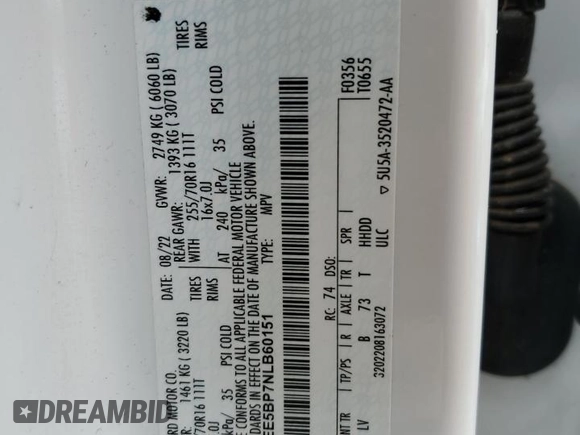 RD MOTOR CO.
08/22
GVWR: 2749 KG ( 6060 LB)
1461 KG ( 3220 LB)
REAR GAWR: 1393 KG ( 3070 LB)
70R16 111T
TIRES
WITH
255/70R16 111T
TIRES
0J
RIMS
16x7.0J
RIMS
kPa/ 35 PSI COLD
AT 240 kPa/ 35 PSI COLD
CONFORMS TO ALL APPLICABLE FEDERAL MOTOR VEHICLE
DARDS IN EFFECT ON THE DATE OF MANUFACTURE SHOWN ABOVE.
EE5BP7NLB60151
TYPE: MPV
F0356
T0655
RC: 74 DSO:
NT TR TP/PS R AXLE TR SPR
LV B 73 T HHDD
ULC
3202208163072
▽ 5U5A-3520472-AA
DREAMBID